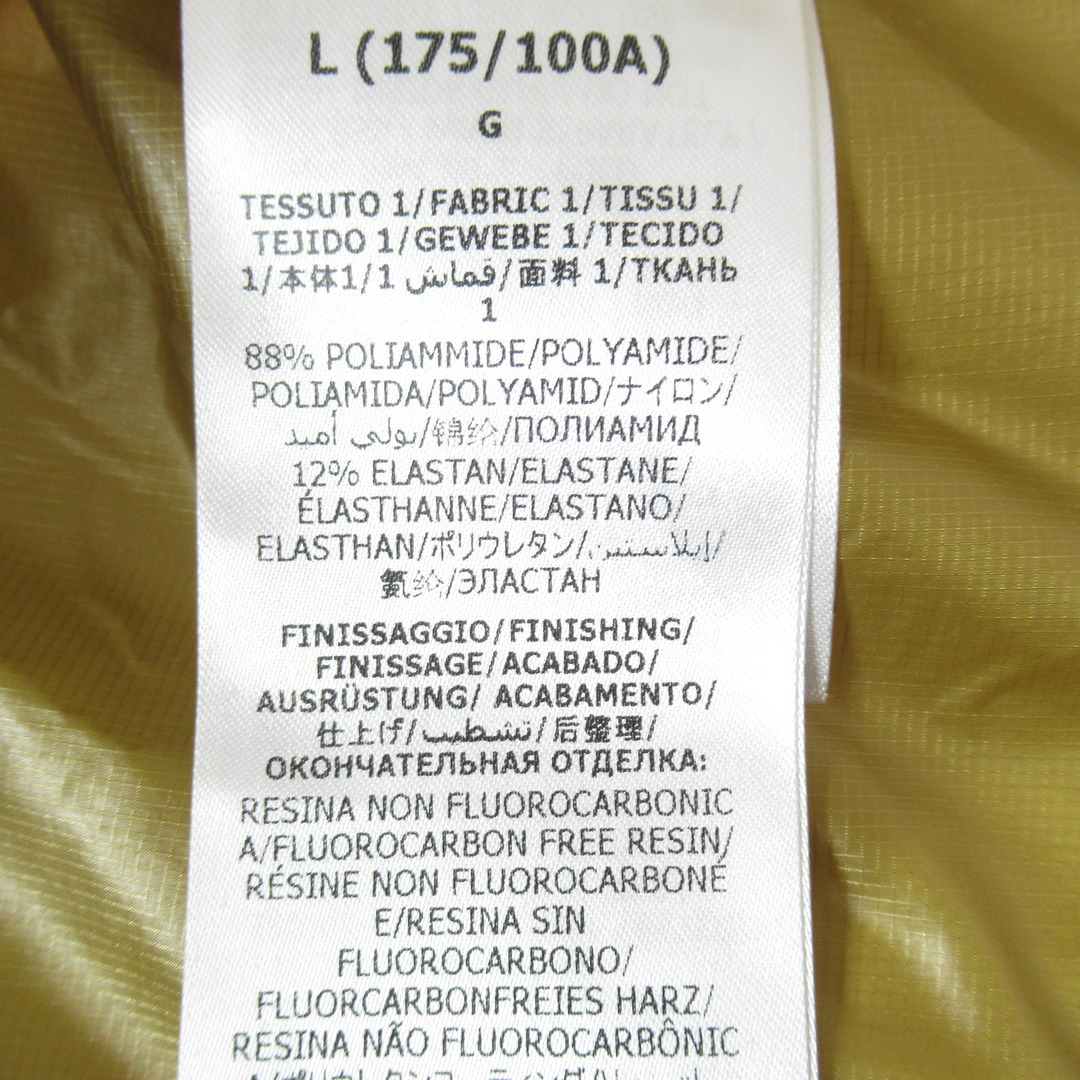 L (175/100A)
G
TESSUTO 1/FABRIC 1/TISSU 1/
TEJIDO 1/GEWEBE 1/TECIDO
1/本体1/1 قماش/面料 1/ТКАНЬ
1
88% POLIAMMIDE/POLYAMIDE/
POLIAMIDA/POLYAMID/ナイロン/
بولي أميد/锦纶/ПОЛИАМИД
12% ELASTAN/ELASTANE/
ÉLASTHANNE/ELASTANO/
ELASTHAN/ポリウレタン/إيلاستين/
氨纶/ЭЛАСТАН
FINISSAGGIO/FINISHING/
FINISSAGE/ACABADO/
AUSRÜSTUNG/ ACABAMENTO/
仕上げ/تشطيب/后整理/
ОКОНЧАТЕЛЬНАЯ ОТДЕЛКА:
RESINA NON FLUOROCARBONIC
A/FLUOROCARBON FREE RESIN/
RÉSINE NON FLUOROCARBONÉ
E/RESINA SIN
FLUOROCARBONO/
FLUORCARBONFREIES HARZ/
RESINA NÃO FLUOROCARBÔNIC